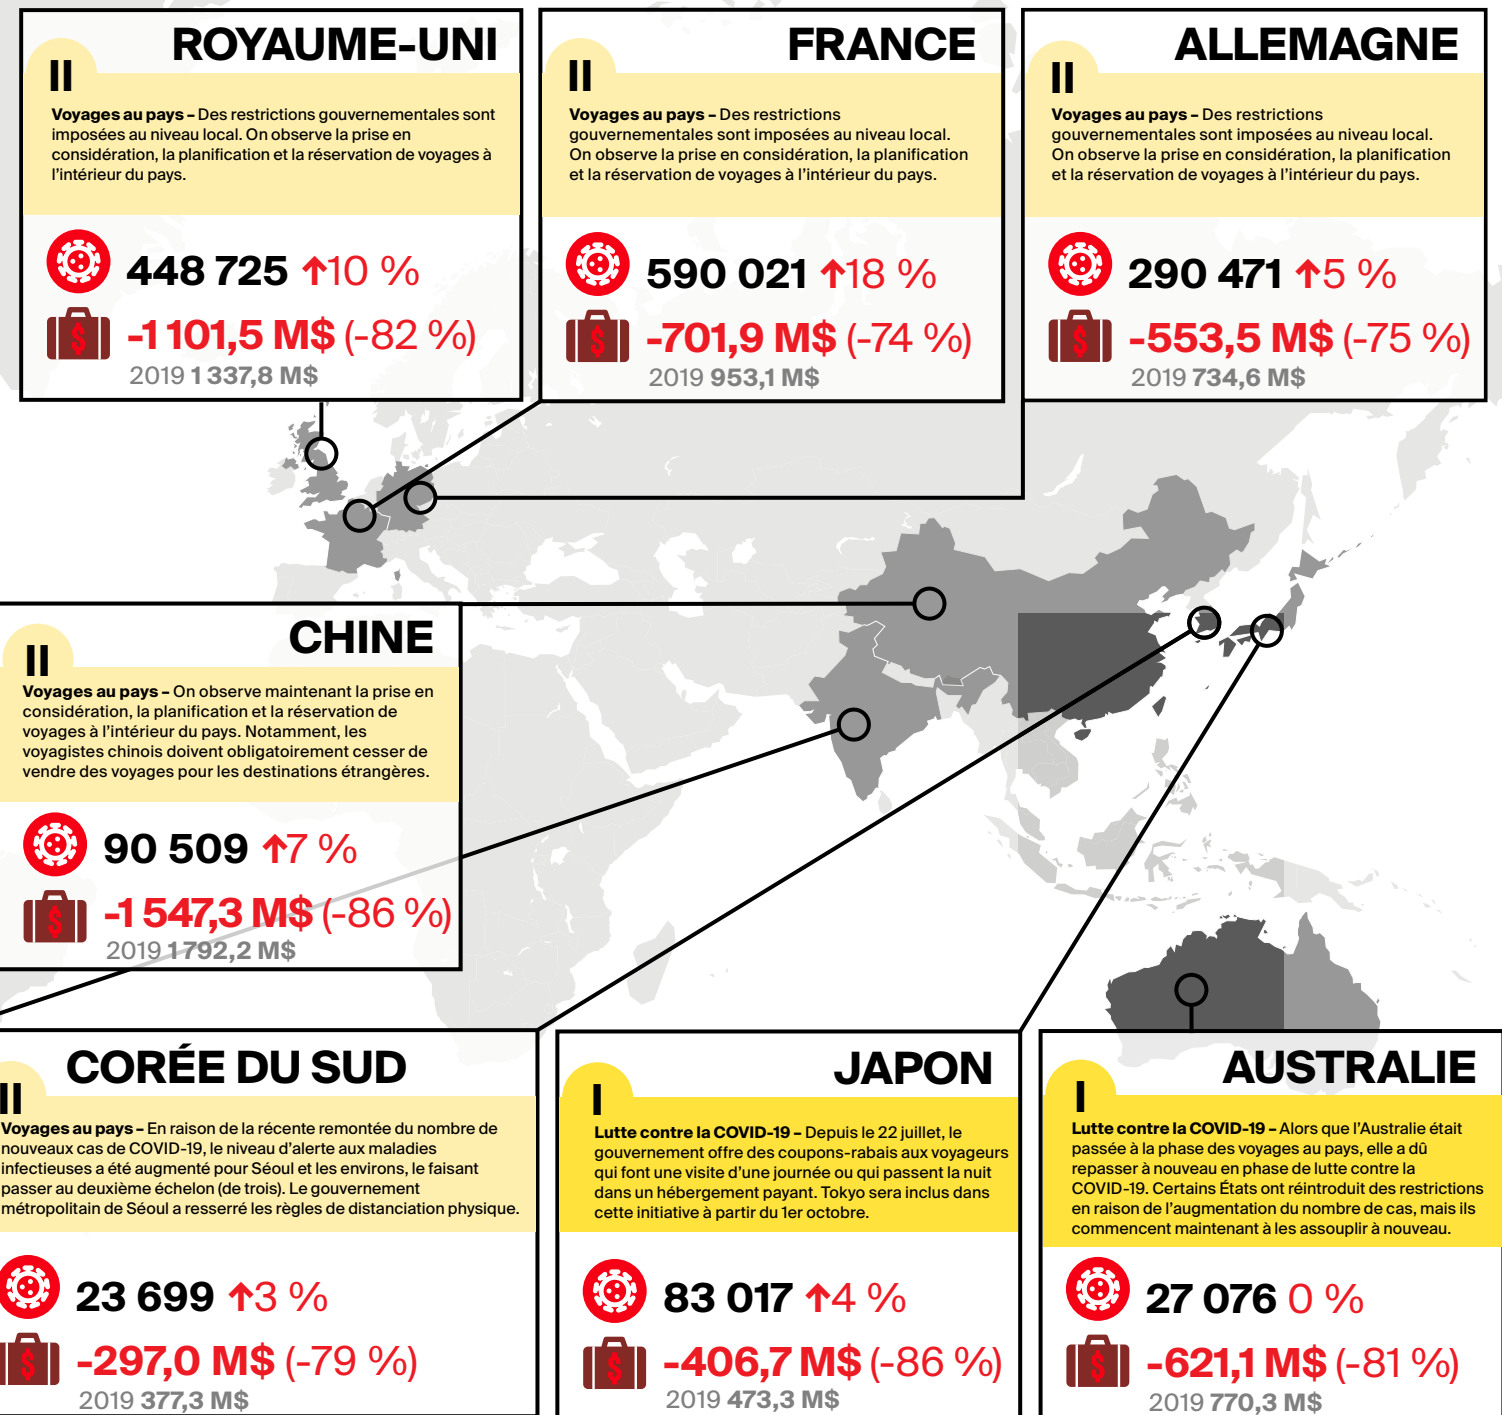 ROYAUME-UNI
II
Voyages au pays – Des restrictions gouvernementales sont
imposées au niveau local. On observe la prise en
considération, la planification et la réservation de voyages à
l'intérieur du pays.
448 725 ↑10 %
-1 101,5 M$ (-82 %)
2019 1 337,8 M$
FRANCE
II
Voyages au pays – Des restrictions
gouvernementales sont imposées au niveau local.
On observe la prise en considération, la planification
et la réservation de voyages à l'intérieur du pays.
590 021 ↑18 %
-701,9 M$ (-74 %)
2019 953,1 M$
ALLEMAGNE
II
Voyages au pays – Des restrictions
gouvernementales sont imposées au niveau local.
On observe la prise en considération, la planification
et la réservation de voyages à l'intérieur du pays.
290 471 ↑5 %
-553,5 M$ (-75 %)
2019 734,6 M$
CHINE
II
Voyages au pays – On observe maintenant la prise en
considération, la planification et la réservation de
voyages à l'intérieur du pays. Notamment, les
voyagistes chinois doivent obligatoirement cesser de
vendre des voyages pour les destinations étrangères.
90 509 ↑7 %
-1 547,3 M$ (-86 %)
2019 1 792,2 M$
CORÉE DU SUD
II
Voyages au pays – En raison de la récente remontée du nombre de
nouveaux cas de COVID-19, le niveau d'alerte aux maladies
infectieuses a été augmenté pour Séoul et les environs, le faisant
passer au deuxième échelon (de trois). Le gouvernement
métropolitain de Séoul a resserré les règles de distanciation physique.
23 699 ↑3 %
-297,0 M$ (-79 %)
2019 377,3 M$
JAPON
I
Lutte contre la COVID-19 – Depuis le 22 juillet, le
gouvernement offre des coupons-rabais aux voyageurs
qui font une visite d'une journée ou qui passent la nuit
dans un hébergement payant. Tokyo sera inclus dans
cette initiative à partir du 1er octobre.
83 017 ↑4 %
-406,7 M$ (-86 %)
2019 473,3 M$
AUSTRALIE
I
Lutte contre la COVID-19 – Alors que l'Australie était
passée à la phase des voyages au pays, elle a dû
repasser à nouveau en phase de lutte contre la
COVID-19. Certains États ont réintroduit des restrictions
en raison de l'augmentation du nombre de cas, mais ils
commencent maintenant à les assouplir à nouveau.
27 076 0 %
-621,1 M$ (-81 %)
2019 770,3 M$